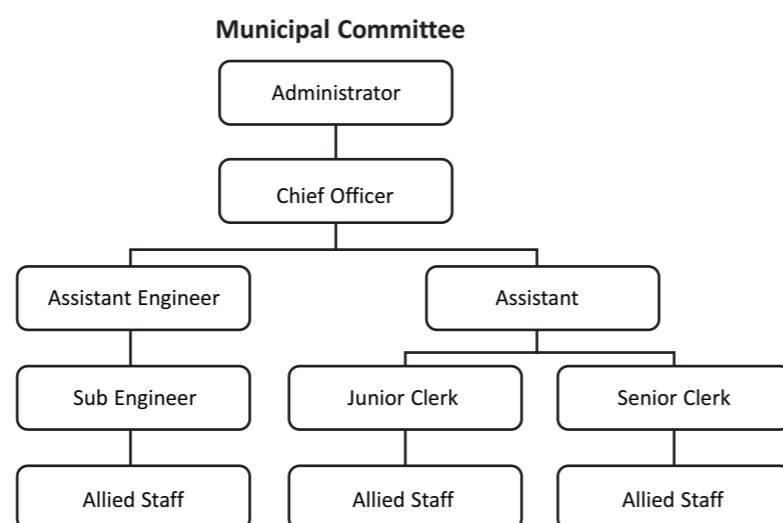 Municipal Committee
Administrator
Chief Officer
Assistant Engineer
Assistant
Sub Engineer
Junior Clerk
Senior Clerk
Allied Staff
Allied Staff
Allied Staff